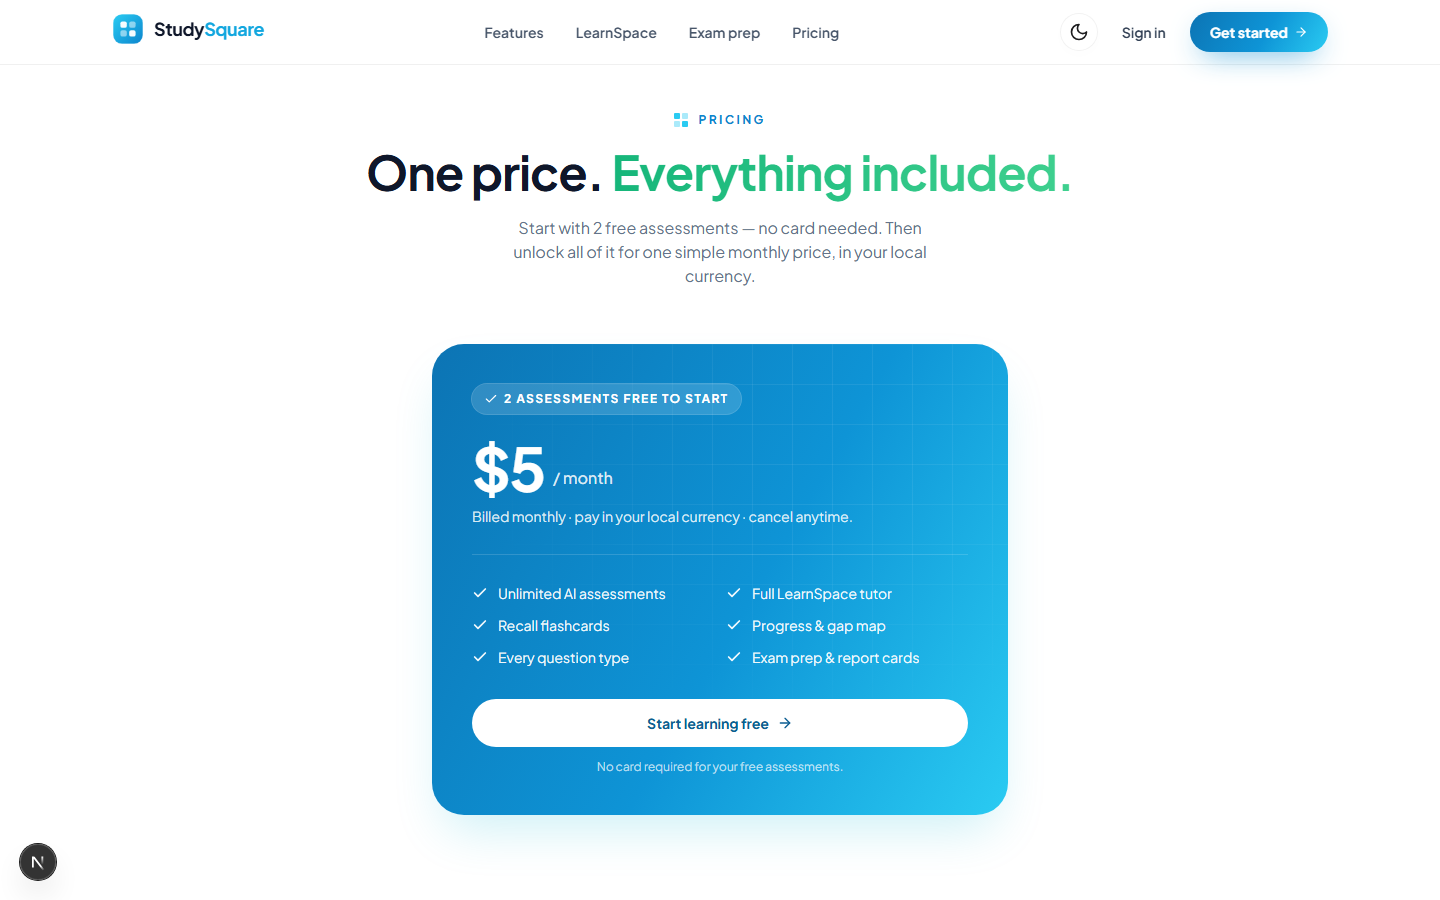 StudySquare
Features LearnSpace Exam prep Pricing
Sign in
Get started →
PRICING
One price. Everything included.
Start with 2 free assessments — no card needed. Then
unlock all of it for one simple monthly price, in your local
currency.
2 ASSESSMENTS FREE TO START
$5 / month
Billed monthly · pay in your local currency · cancel anytime.
Unlimited AI assessments
Full LearnSpace tutor
Recall flashcards
Progress & gap map
Every question type
Exam prep & report cards
Start learning free →
No card required for your free assessments.
N